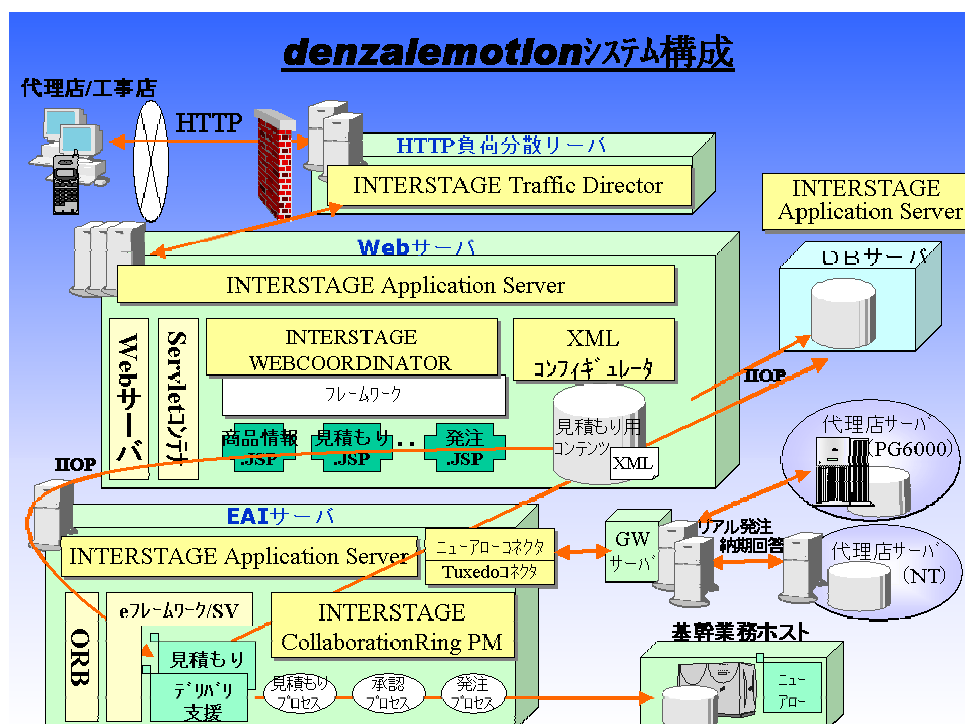 denzaiemotionｼｽﾃﾑ構成
代理店/工事店
HTTP
HTTP負荷分散リーバ
INTERSTAGE Traffic Director
INTERSTAGE
Application Server
DBサーバ
Webサーバ
INTERSTAGE Application Server
Webサーバ
Servletコンテナ
INTERSTAGE
WEBCOORDINATOR
XML
ｺﾝﾌｨｷﾞｭﾚｰﾀ
フレームワーク
商品情報
.JSP
見積もり
.JSP
..
発注
.JSP
見積もり用
コンテンツ
XML
IIOP
IIOP
代理店サーバ
(PG6000)
EAIサーバ
INTERSTAGE Application Server
ニューアローコネクタ
Tuxedoコネクタ
GW
サーバ
リアル発注
納期回答
代理店サーバ
(NT)
ORB
eフレームワーク/SV
INTERSTAGE
CollaborationRing PM
見積もり
ﾃﾞﾘﾊﾞﾘ
支援
見積もり
プロセス
承認
プロセス
発注
プロセス
基幹業務ホスト
ニュー
アロー